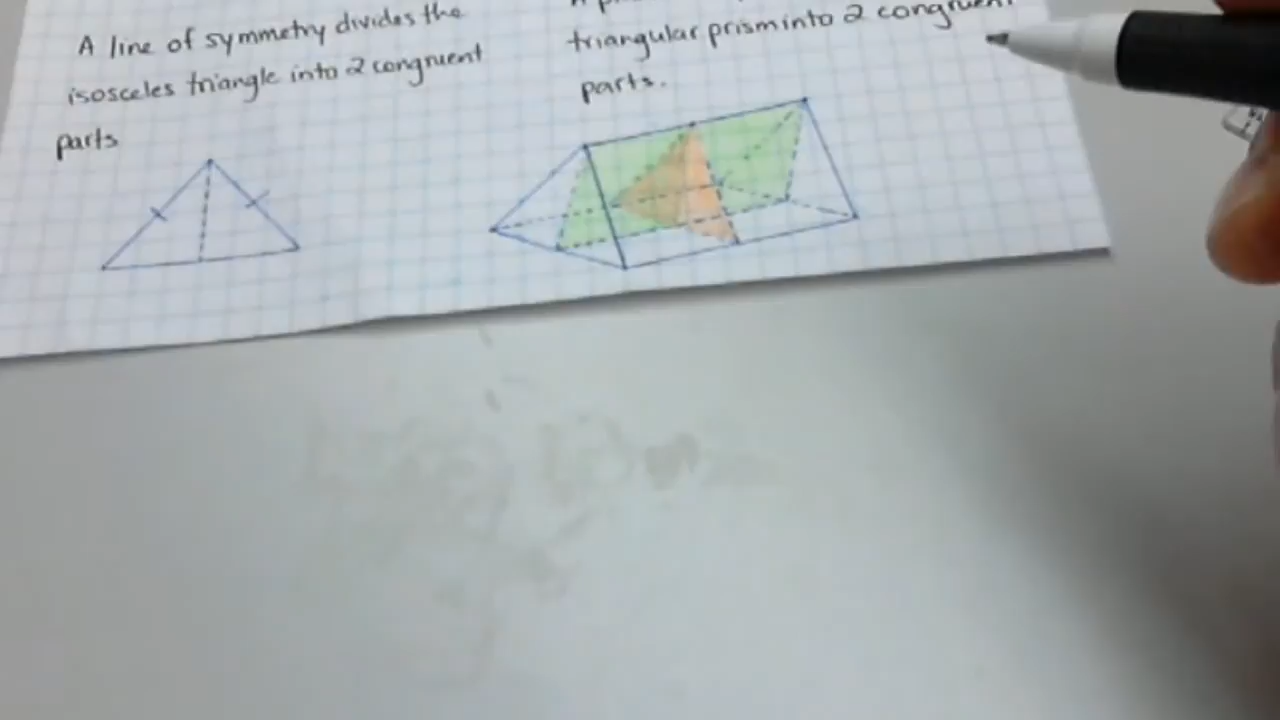 A line of symmetry divides the
isosceles triangle into 2 congruent
parts
triangular prism into 2 congruent
parts.